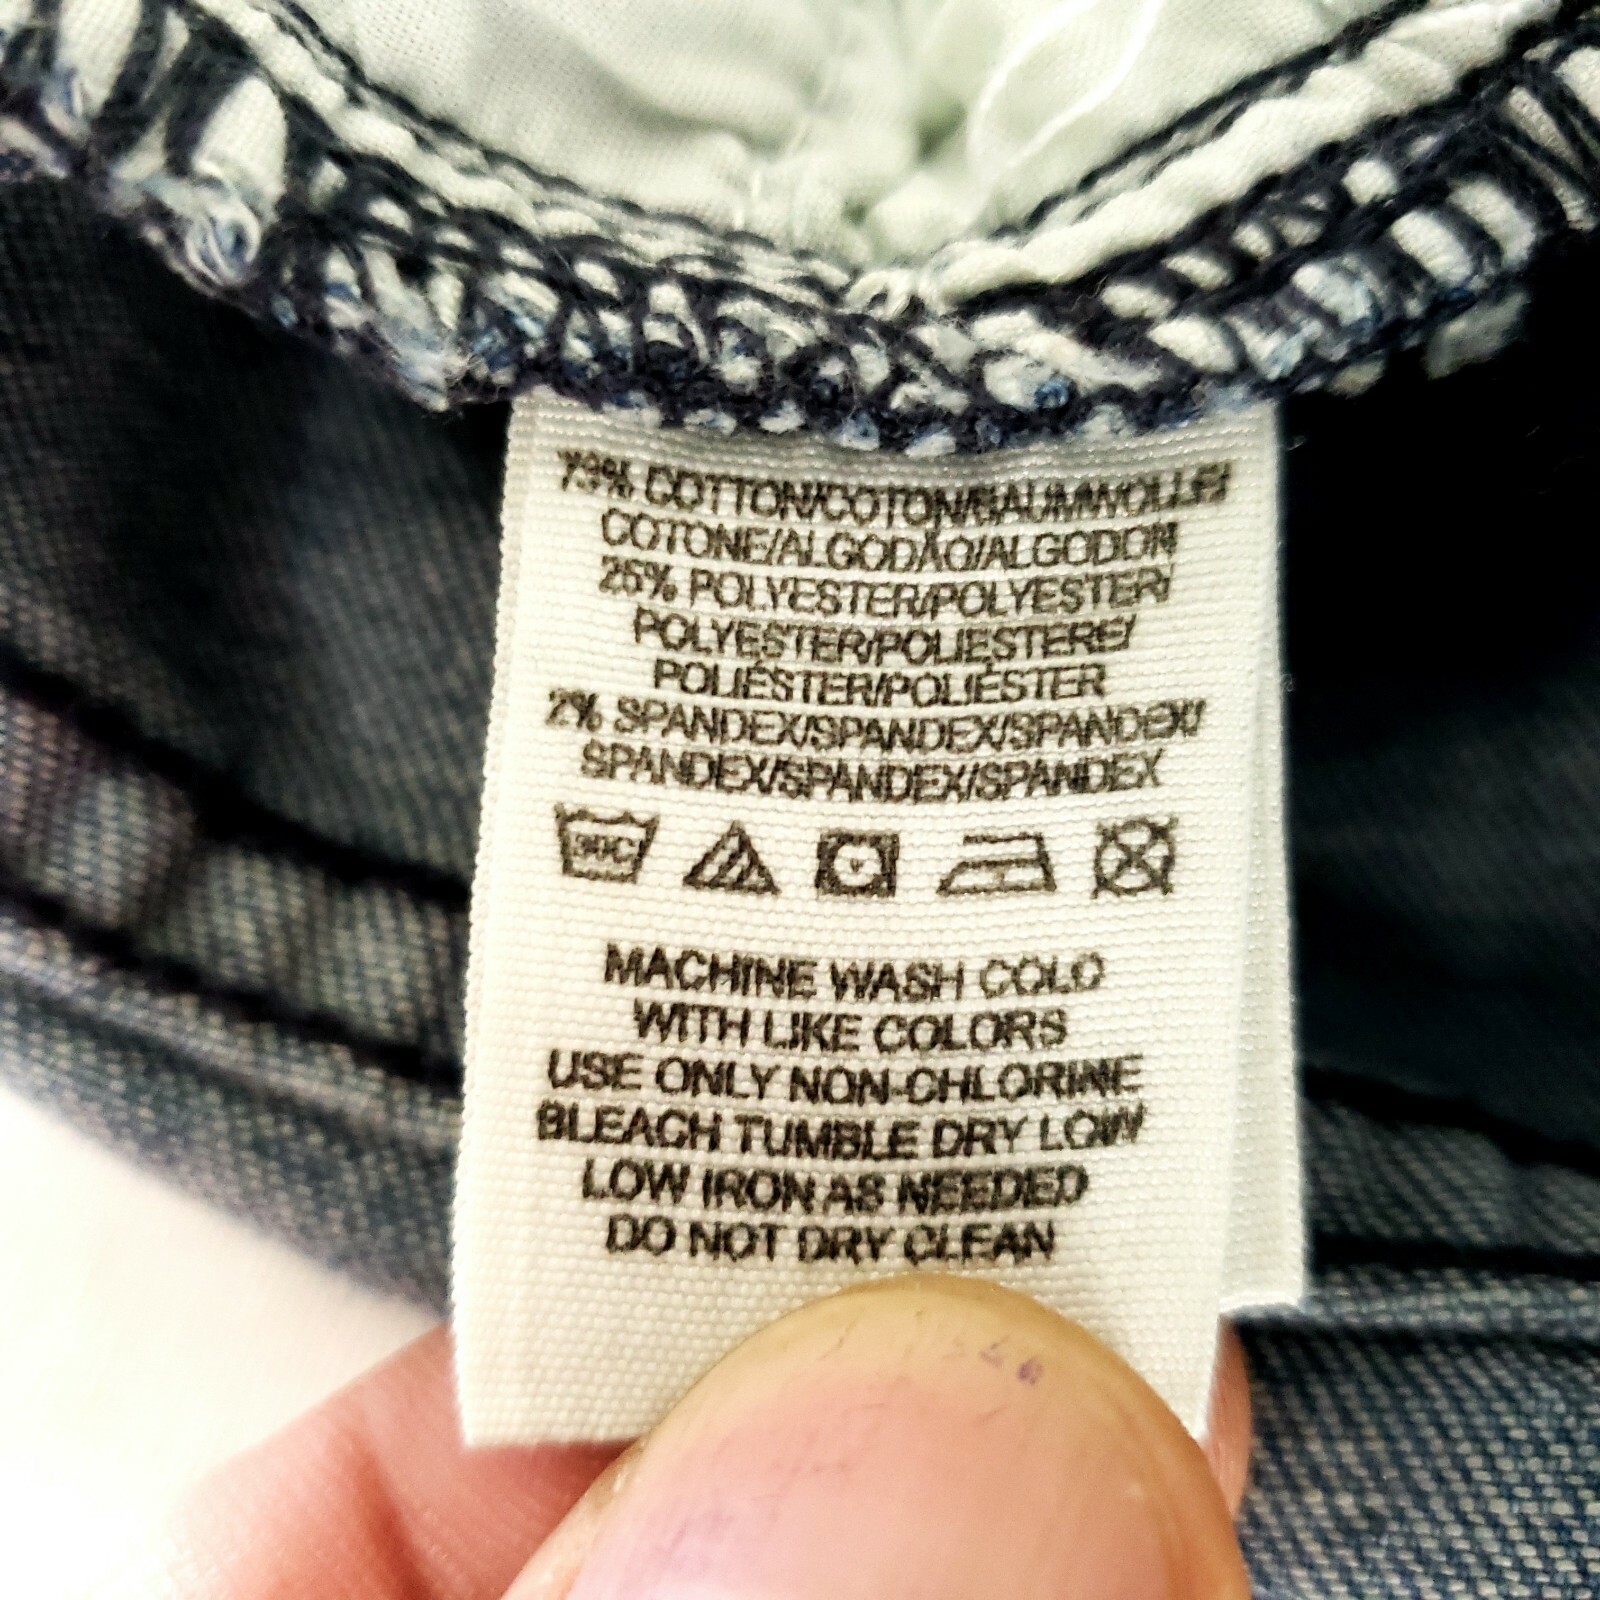 73% COTTON/COTON/BAUMWOLLE/
COTONE/ALGODÃO/ALGODON
25% POLYESTER/POLYESTER/
POLYESTER/POLIESTERE/
POLIÉSTER/POLIÉSTER
2% SPANDEX/SPANDEX/SPANDEX/
SPANDEX/SPANDEX/SPANDEX
30C
MACHINE WASH COLD
WITH LIKE COLORS
USE ONLY NON-CHLORINE
BLEACH TUMBLE DRY LOW
LOW IRON AS NEEDED
DO NOT DRY CLEAN